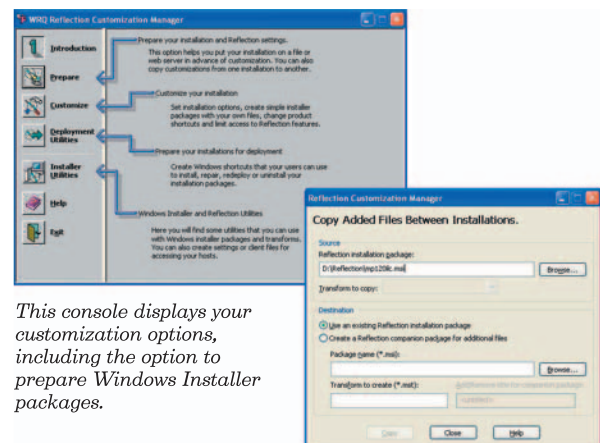 WRQ Reflection Customization Manager
Introduction
Prepare
Customize
Deployment
Utilities
Installer
Utilities
Help
Exit
Prepare your installation and Reflection settings.
This option helps you put your installation on a file or
web server in advance of customization. You can also
copy customizations from one installation to another.
Customize your installation
Set installation options, create simple installer
packages with your own files, change product
shortcuts and limit access to Reflection features.
Prepare your installations for deployment
Create Windows shortcuts that your users can use
to install, repair, redeploy or uninstall your
installation packages.
Windows Installer and Reflection Utilities
Here you will find some utilities that you can use
with Windows installer packages and transforms.
You can also create settings or client files for
accessing your hosts.
This console displays your
customization options,
including the option to
prepare Windows Installer
packages.
Reflection Customization Manager
Copy Added Files Between Installations.
Source
Reflection installation package:
Browse...
Transform to copy:
Destination
Use an existing Reflection installation package
Create a Reflection companion package for additional files
Package name (*.msi):
Browse...
Transform to create (*.mst):
Copy
Close
Help